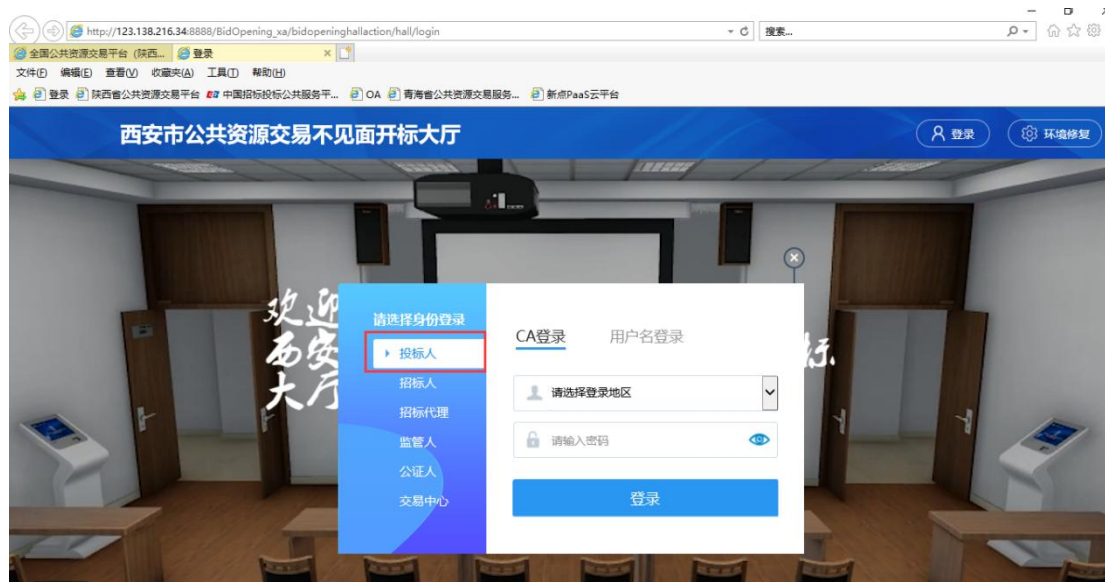 http://123.138.216.34:8888/BidOpening_xa/bidopeninghallaction/hall/login
搜索...
全国公共资源交易平台 (陕西...
登录
文件(F) 编辑(E) 查看(V) 收藏夹(A) 工具(T) 帮助(H)
登录 陕西省公共资源交易平台 中国招标投标公共服务平... OA 青海省公共资源交易服务... 新点PaaS云平台
西安市公共资源交易不见面开标大厅
登录
环境修复
欢迎
西安
大厅
标
请选择身份登录
投标人
招标人
招标代理
监管人
公证人
交易中心
CA登录 用户名登录
请选择登录地区
请输入密码
登录